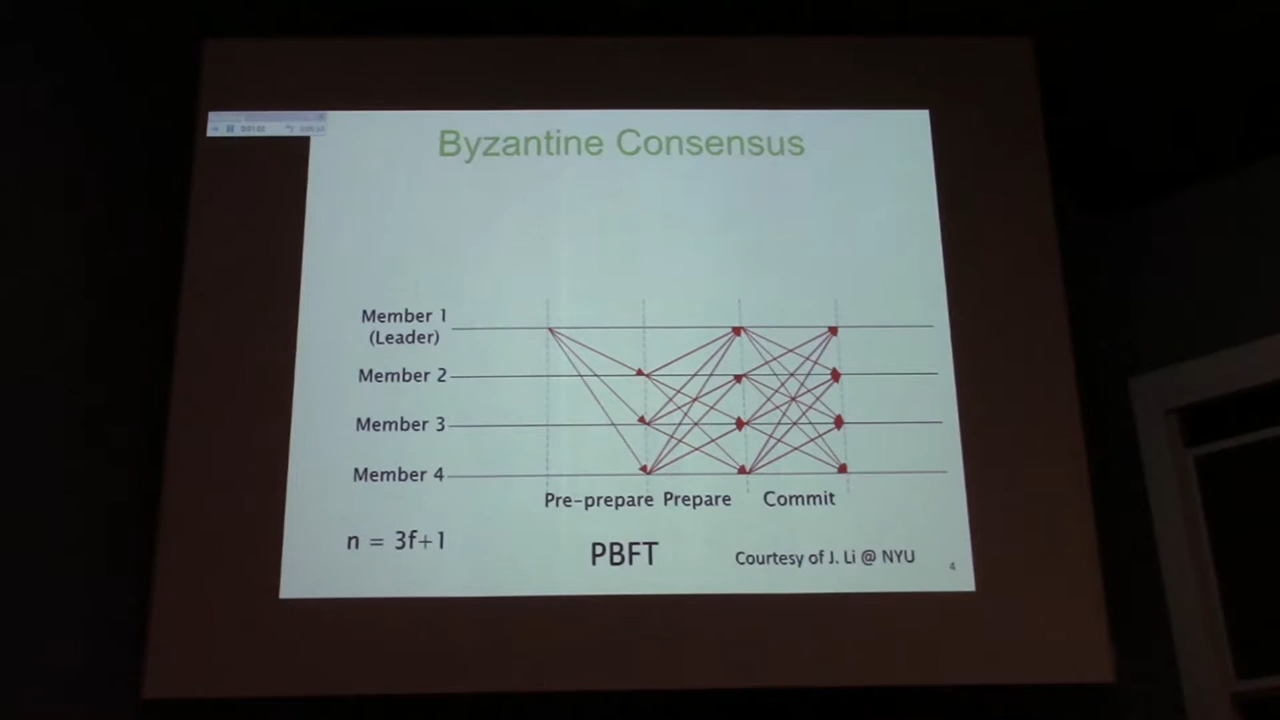 Byzantine Consensus
Member 1
(Leader)
Member 2
Member 3
Member 4
Pre-prepare Prepare Commit
n = 3f+1
PBFT
Courtesy of J. Li @ NYU
4